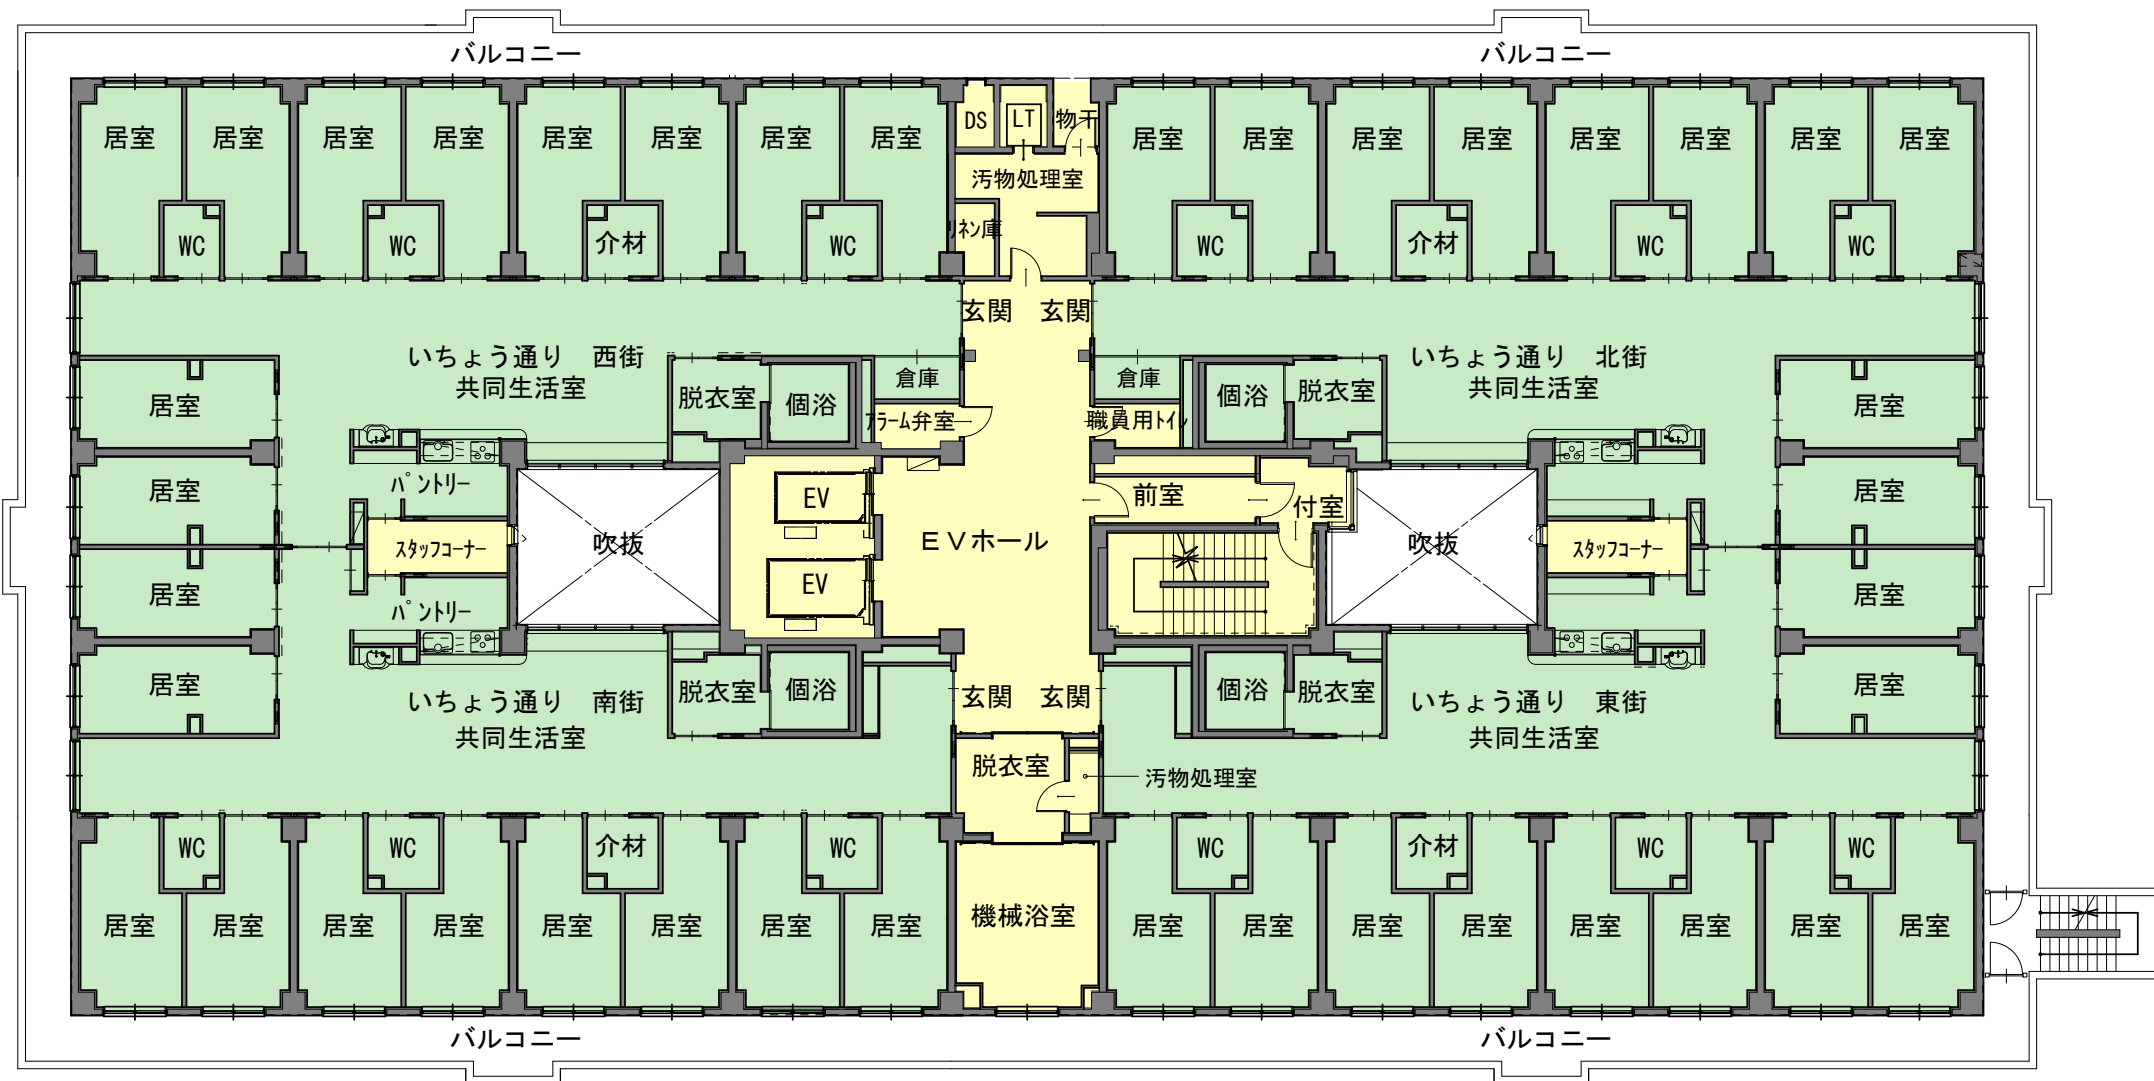 バルコニー バルコニー
DS LT 物干
居室 居室 居室 居室 居室 居室 居室 居室 居室 居室 居室 居室 居室 居室 居室 居室
汚物処理室
リネン庫
WC WC 介材 WC WC 介材 WC WC
玄関 玄関
いちょう通り 西街 いちょう通り 北街
共同生活室 共同生活室
倉庫 倉庫
脱衣室 個浴 個浴 脱衣室
居室 居室
アラーム弁室 職員用トイレ
パントリー
居室 EV 前室 付室 居室
スタッフコーナー 吹抜 EVホール 吹抜 スタッフコーナー
居室 EV 居室
パントリー
居室 脱衣室 個浴 個浴 脱衣室 居室
いちょう通り 南街 玄関 玄関 いちょう通り 東街
共同生活室 共同生活室
脱衣室 汚物処理室
WC WC 介材 WC WC 介材 WC WC
機械浴室
居室 居室 居室 居室 居室 居室 居室 居室 居室 居室 居室 居室 居室 居室 居室 居室
バルコニー バルコニー